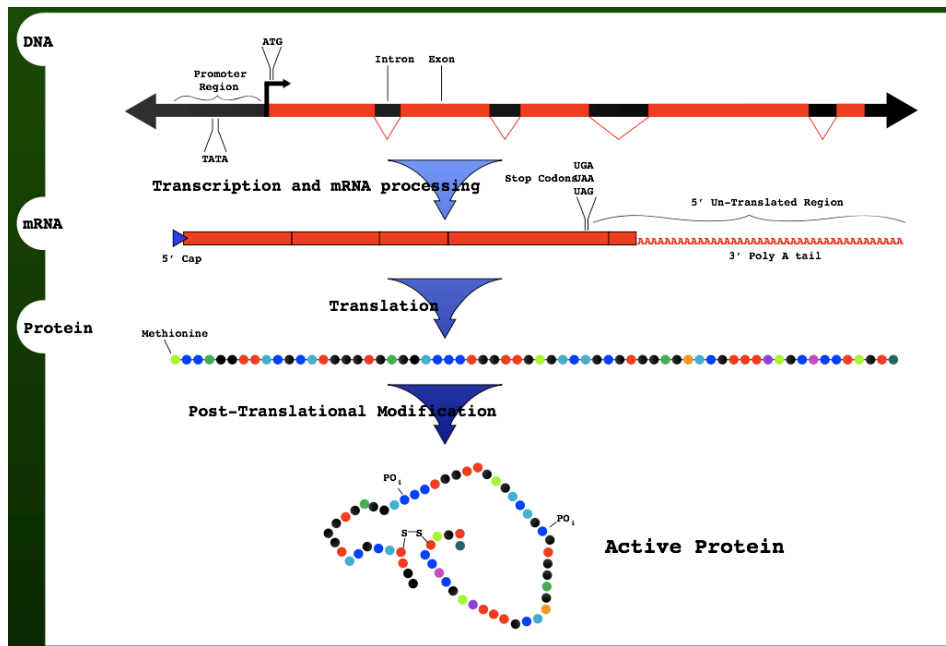 DNA
ATG
Promoter
Region
Intron
Exon
TATA
Transcription and mRNA processing
Stop Codons
UGA
UAA
UAG
mRNA
5' Un-Translated Region
5' Cap
AAAAAAAAAAAAAAAAAAAAAAAAAAAAAAAAAAA
3' Poly A tail
Translation
Protein
Methionine
Post-Translational Modification
PO4
PO4
S S
Active Protein